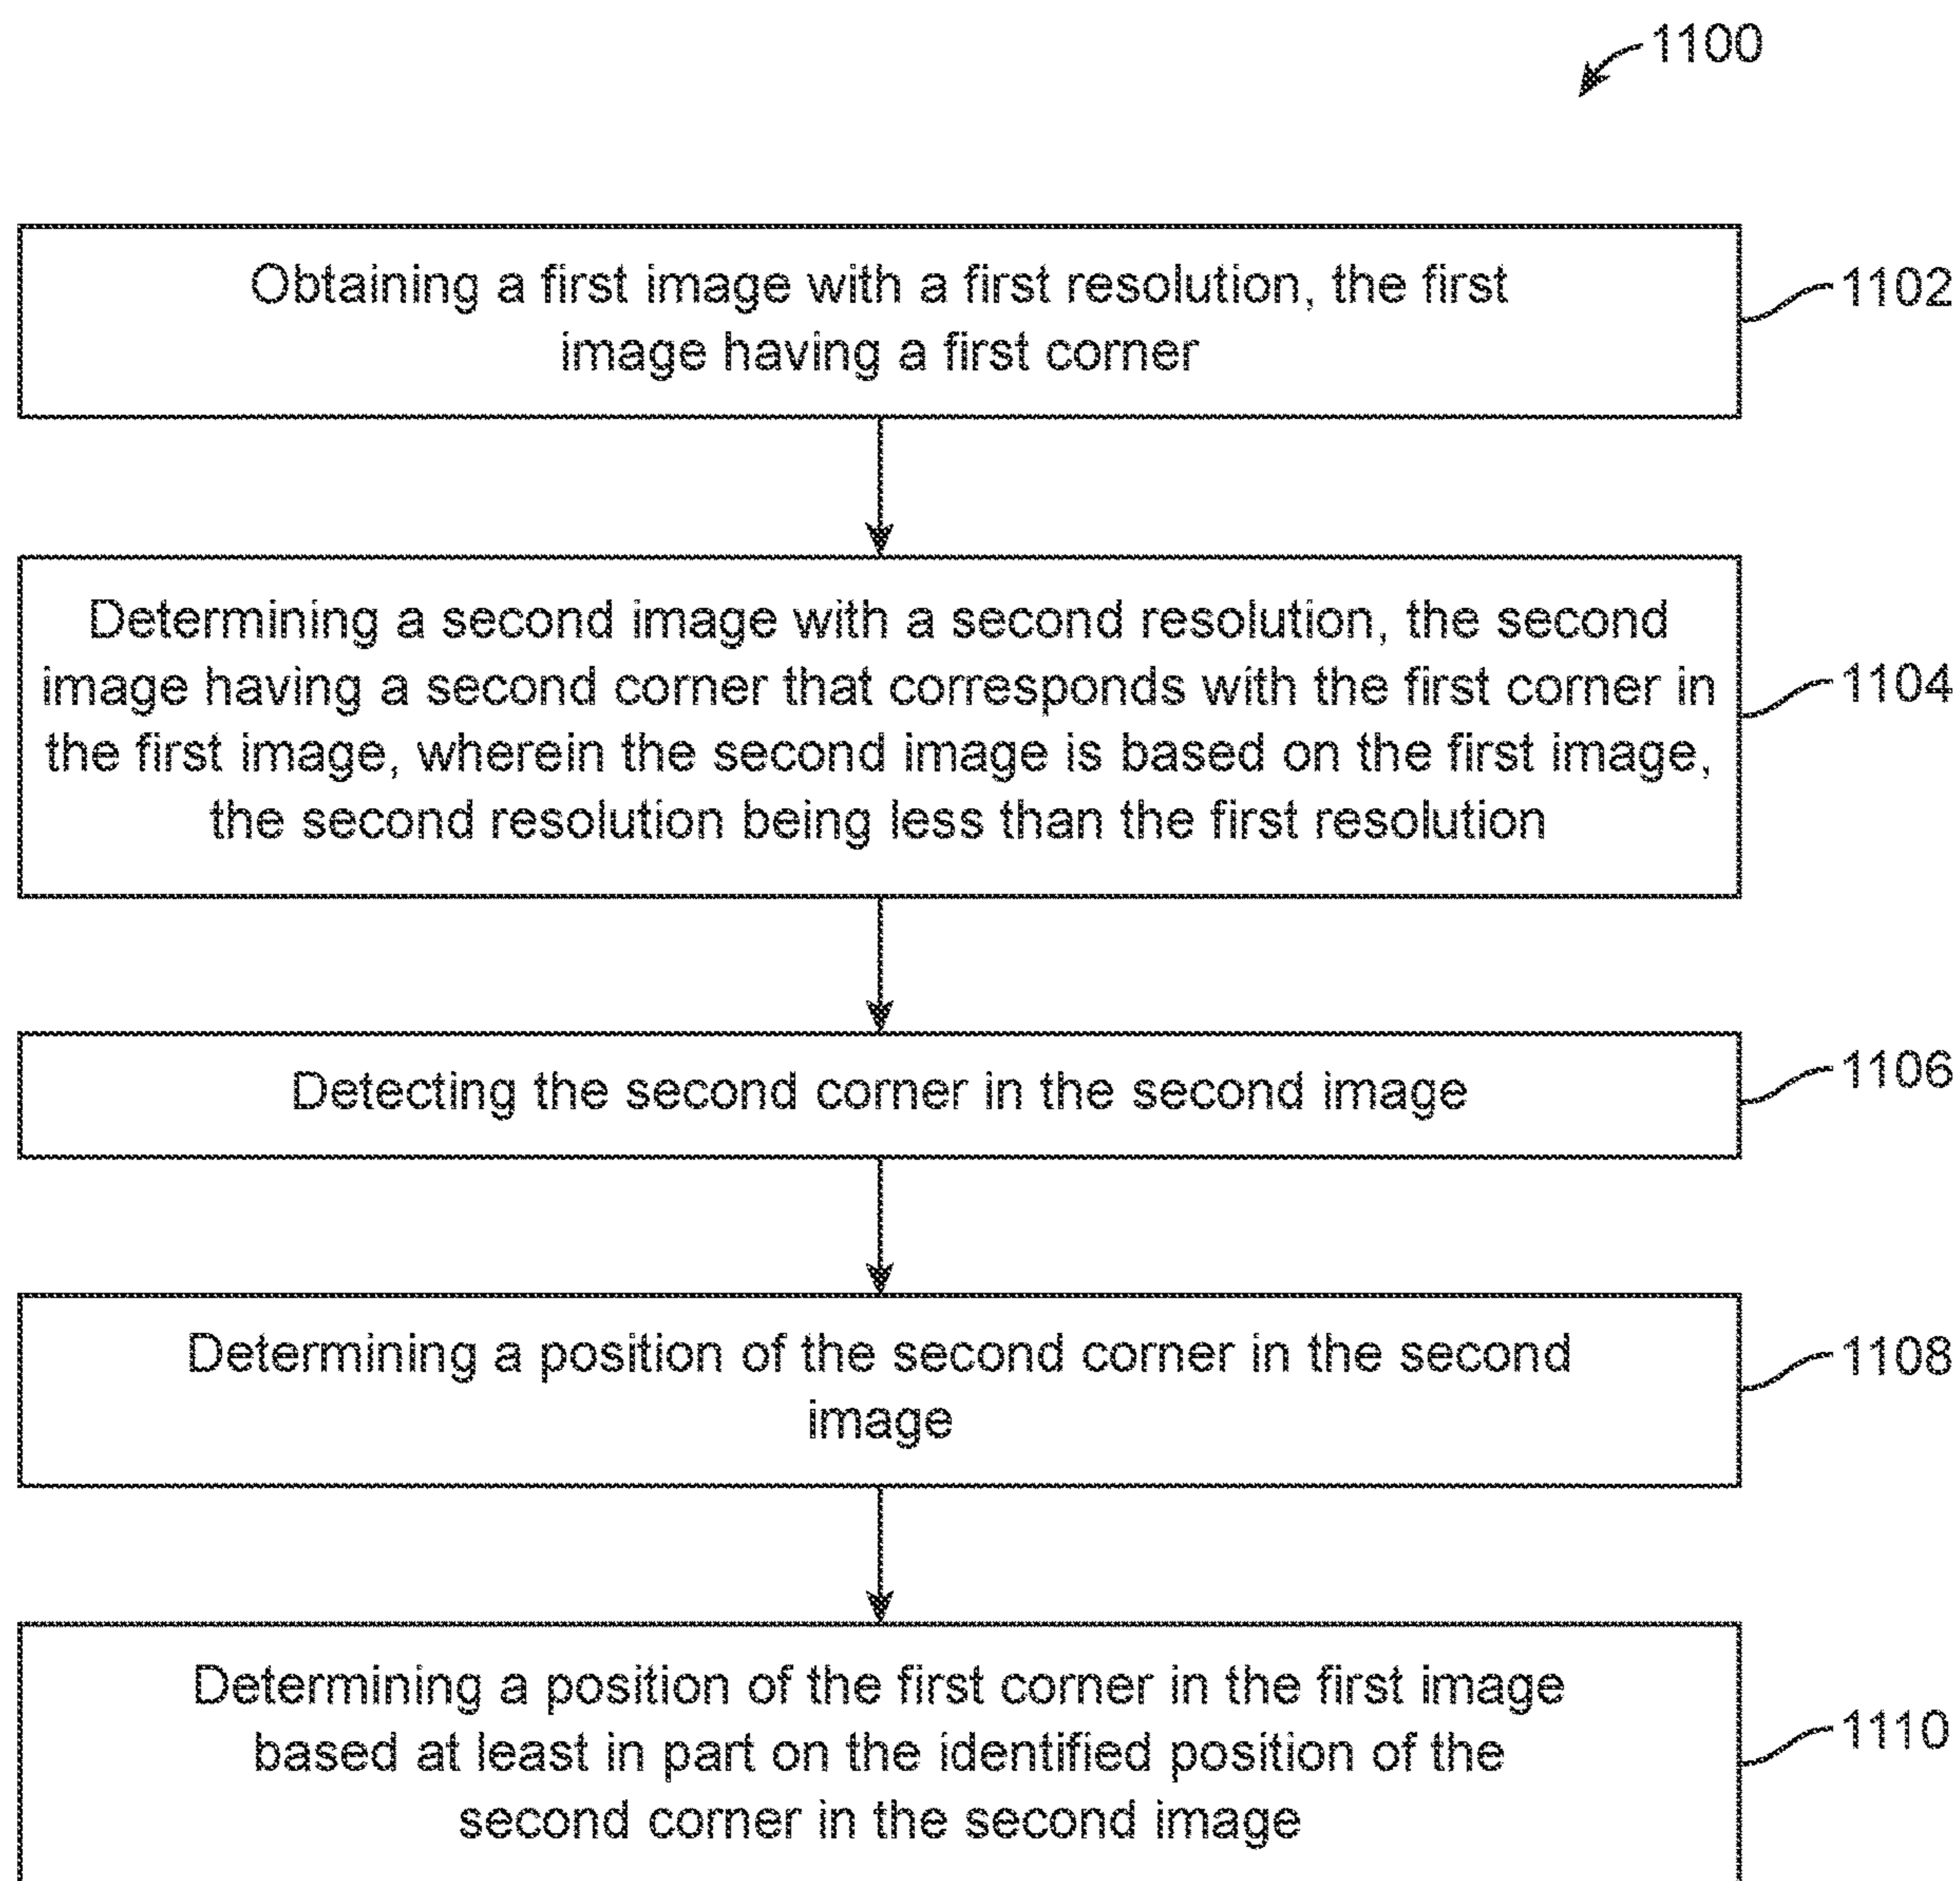 1100
Obtaining a first image with a first resolution, the first
image having a first corner
1102
Determining a second image with a second resolution, the second
image having a second corner that corresponds with the first corner in
the first image, wherein the second image is based on the first image,
the second resolution being less than the first resolution
1104
Detecting the second corner in the second image
1106
Determining a position of the second corner in the second
image
1108
Determining a position of the first corner in the first image
based at least in part on the identified position of the
second corner in the second image
1110